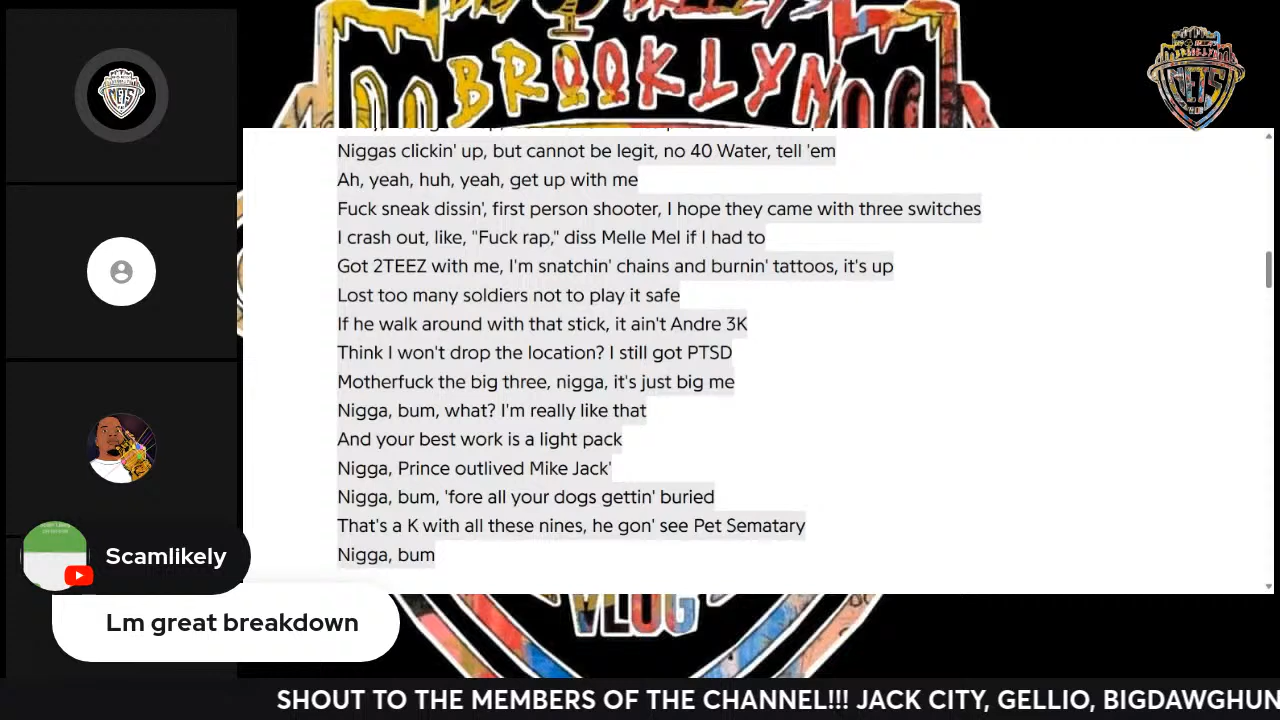 BROOKLYN
NETS
Niggas clickin' up, but cannot be legit, no 40 Water, tell 'em
Ah, yeah, huh, yeah, get up with me
Fuck sneak dissin', first person shooter, I hope they came with three switches
I crash out, like, "Fuck rap," diss Melle Mel if I had to
Got 2TEEZ with me, I'm snatchin' chains and burnin' tattoos, it's up
Lost too many soldiers not to play it safe
If he walk around with that stick, it ain't Andre 3K
Think I won't drop the location? I still got PTSD
Motherfuck the big three, nigga, it's just big me
Nigga, bum, what? I'm really like that
And your best work is a light pack
Nigga, Prince outlived Mike Jack'
Nigga, bum, 'fore all your dogs gettin' buried
That's a K with all these nines, he gon' see Pet Sematary
Nigga, bum
Scamlikely
Lm great breakdown
VLOG
SHOUT TO THE MEMBERS OF THE CHANNEL!!! JACK CITY, GELLIO, BIGDAWGHUN